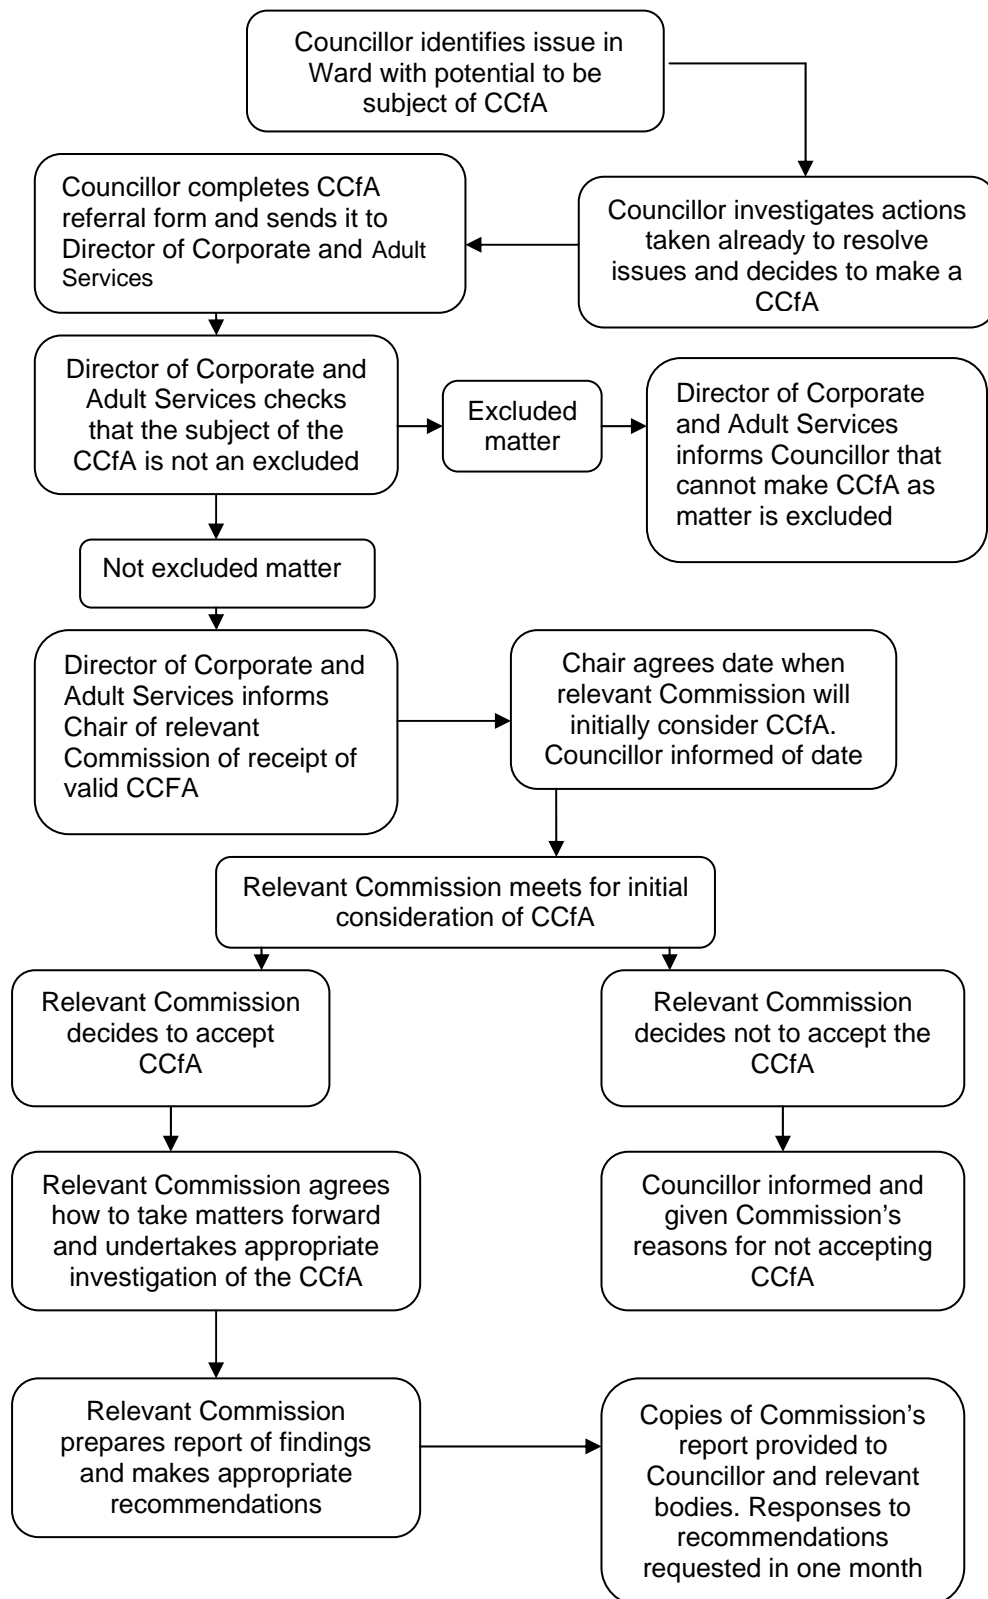 Councillor identifies issue in
Ward with potential to be
subject of CCfA
Councillor investigates actions
taken already to resolve
issues and decides to make a
CCfA
Councillor completes CCfA
referral form and sends it to
Director of Corporate and Adult
Services
Director of Corporate and
Adult Services checks
that the subject of the
CCfA is not an excluded
Excluded
matter
Director of Corporate
and Adult Services
informs Councillor that
cannot make CCfA as
matter is excluded
Not excluded matter
Director of Corporate and
Adult Services informs
Chair of relevant
Commission of receipt of
valid CCFA
Chair agrees date when
relevant Commission will
initially consider CCfA.
Councillor informed of date
Relevant Commission meets for initial
consideration of CCfA
Relevant Commission
decides to accept
CCfA
Relevant Commission
decides not to accept the
CCfA
Relevant Commission agrees
how to take matters forward
and undertakes appropriate
investigation of the CCfA
Councillor informed and
given Commission's
reasons for not accepting
CCfA
Relevant Commission
prepares report of findings
and makes appropriate
recommendations
Copies of Commission's
report provided to
Councillor and relevant
bodies. Responses to
recommendations
requested in one month